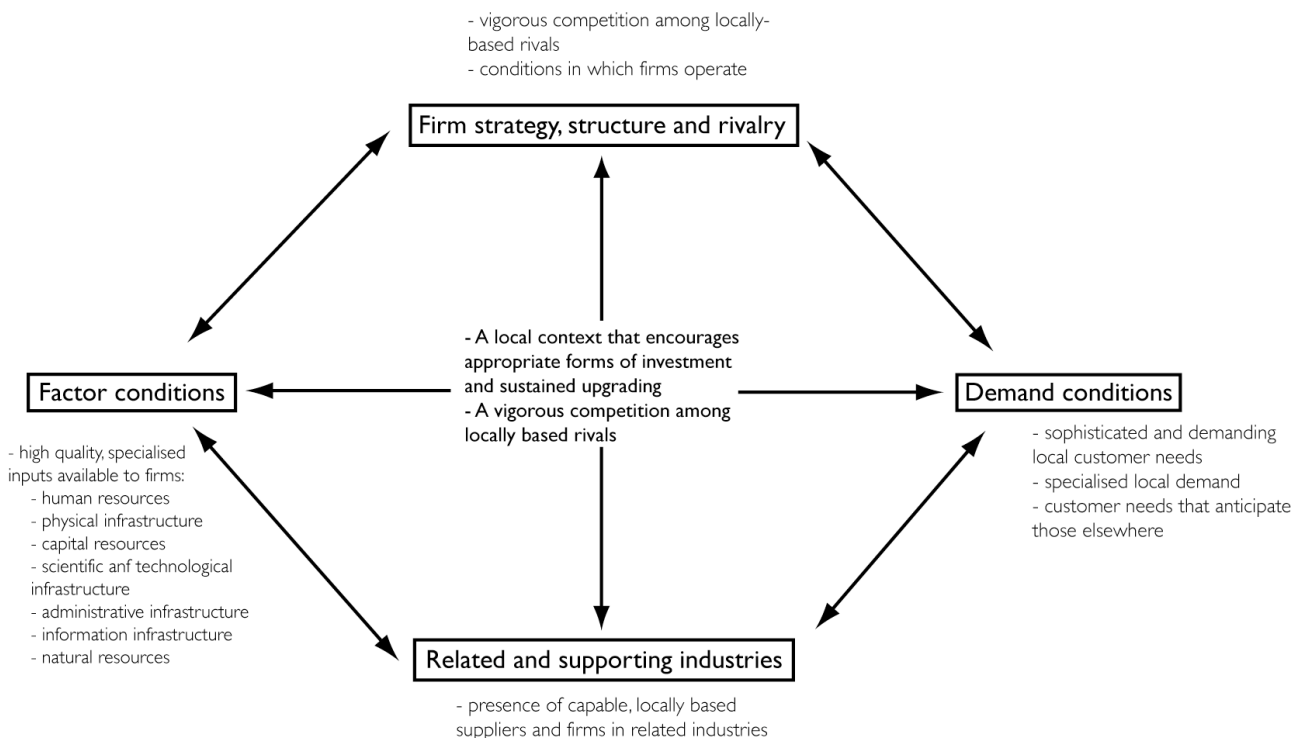 - vigorous competition among locally-
based rivals
- conditions in which firms operate
Firm strategy, structure and rivalry
- A local context that encourages
appropriate forms of investment
and sustained upgrading
- A vigorous competition among
locally based rivals
Factor conditions
- high quality, specialised
inputs available to firms:
- human resources
- physical infrastructure
- capital resources
- scientific anf technological
infrastructure
- administrative infrastructure
- information infrastructure
- natural resources
Demand conditions
- sophisticated and demanding
local customer needs
- specialised local demand
- customer needs that anticipate
those elsewhere
Related and supporting industries
- presence of capable, locally based
suppliers and firms in related industries